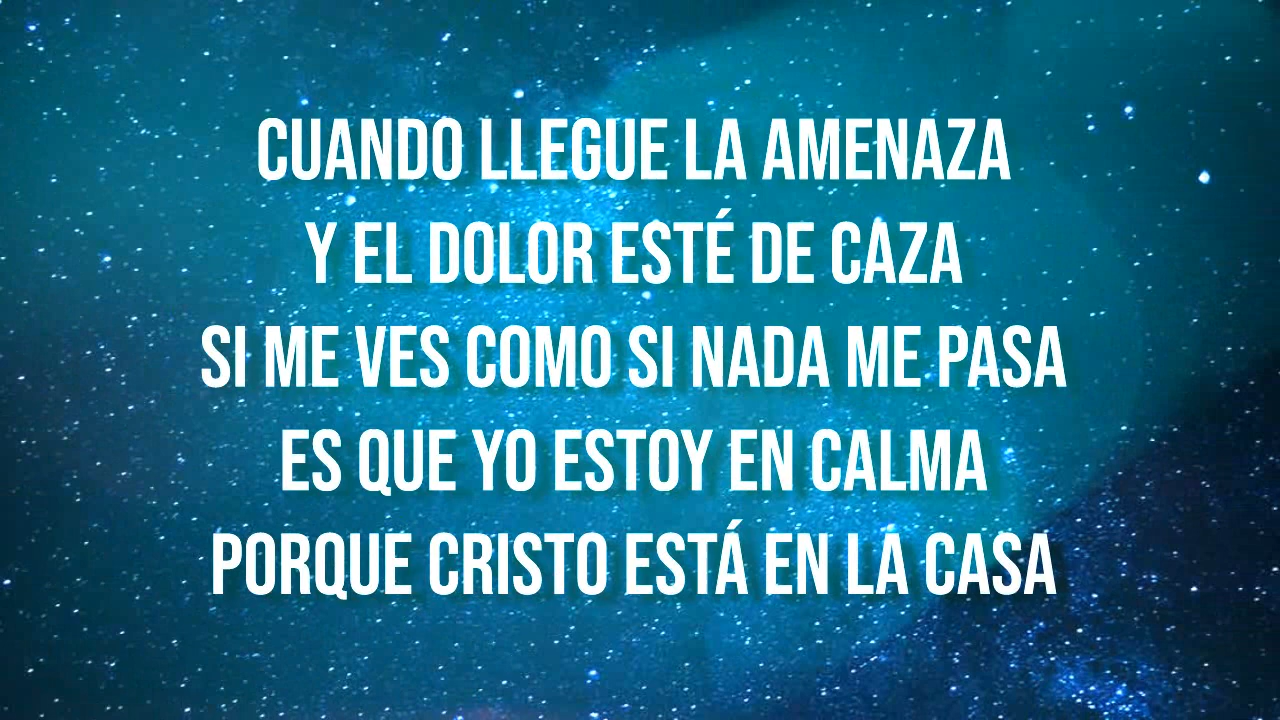 CUANDO LLEGUE LA AMENAZA
Y EL DOLOR ESTÉ DE CAZA
SI ME VES COMO SI NADA ME PASA
ES QUE YO ESTOY EN CALMA
PORQUE CRISTO ESTÁ EN LA CASA